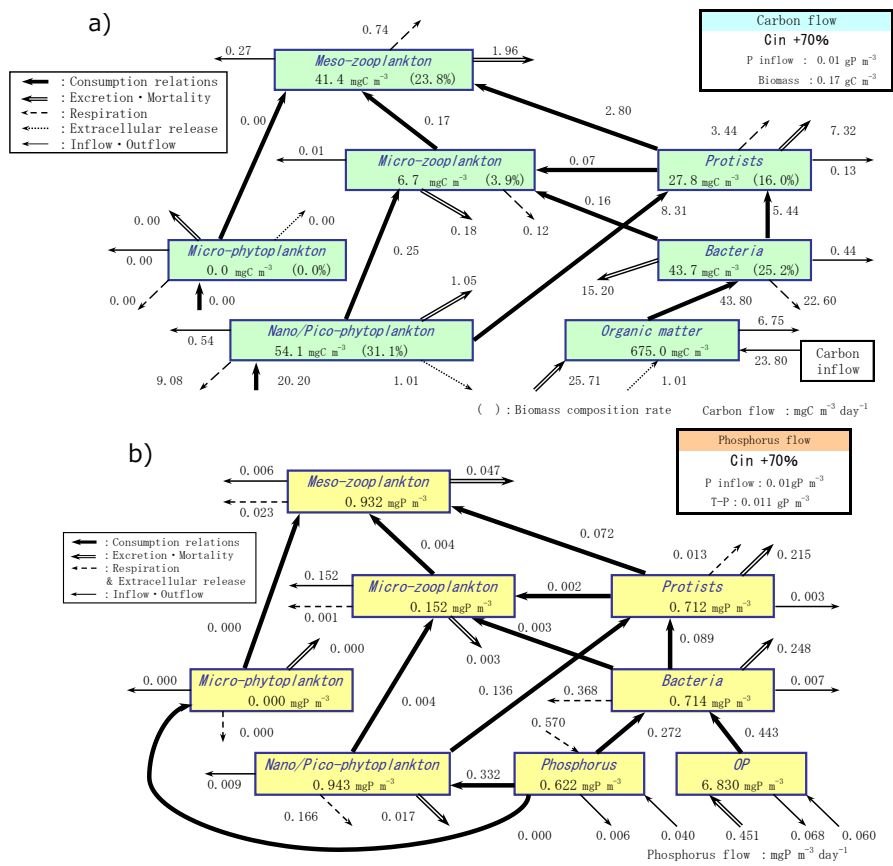 a)
Carbon flow
Cin +70%
P inflow : 0.01 gP m⁻³
Biomass : 0.17 gC m⁻³
: Consumption relations
: Excretion・Mortality
: Respiration
: Extracellular release
: Inflow・Outflow
0.74
0.27
1.96
Meso-zooplankton
41.4 mgC m⁻³ (23.8%)
0.00
0.17
2.80
3.44
7.32
0.01
Micro-zooplankton
6.7 mgC m⁻³ (3.9%)
0.07
Protists
27.8 mgC m⁻³ (16.0%)
0.13
0.18
0.12
0.16
8.31
5.44
0.00
0.00
Micro-phytoplankton
0.0 mgC m⁻³ (0.0%)
0.00
0.25
Bacteria
43.7 mgC m⁻³ (25.2%)
0.44
0.00
0.00
1.05
15.20
43.80
22.60
0.54
Nano/Pico-phytoplankton
54.1 mgC m⁻³ (31.1%)
Organic matter
675.0 mgC m⁻³
6.75
23.80
Carbon
inflow
9.08
20.20
1.01
25.71
1.01
( ) : Biomass composition rate
Carbon flow : mgC m⁻³ day⁻¹
b)
Phosphorus flow
Cin +70%
P inflow : 0.01gP m⁻³
T-P : 0.011 gP m⁻³
: Consumption relations
: Excretion・Mortality
: Respiration
& Extracellular release
: Inflow・Outflow
0.006
0.047
Meso-zooplankton
0.932 mgP m⁻³
0.023
0.004
0.072
0.013
0.215
0.152
Micro-zooplankton
0.152 mgP m⁻³
0.002
Protists
0.712 mgP m⁻³
0.003
0.001
0.000
0.000
0.003
0.003
0.089
0.248
0.000
Micro-phytoplankton
0.000 mgP m⁻³
0.004
0.136
0.368
Bacteria
0.714 mgP m⁻³
0.007
0.000
0.570
0.272
0.443
Nano/Pico-phytoplankton
0.943 mgP m⁻³
0.009
0.332
Phosphorus
0.622 mgP m⁻³
OP
6.830 mgP m⁻³
0.166
0.017
0.000
0.006
0.040
0.451
0.068
0.060
Phosphorus flow : mgP m⁻³ day⁻¹